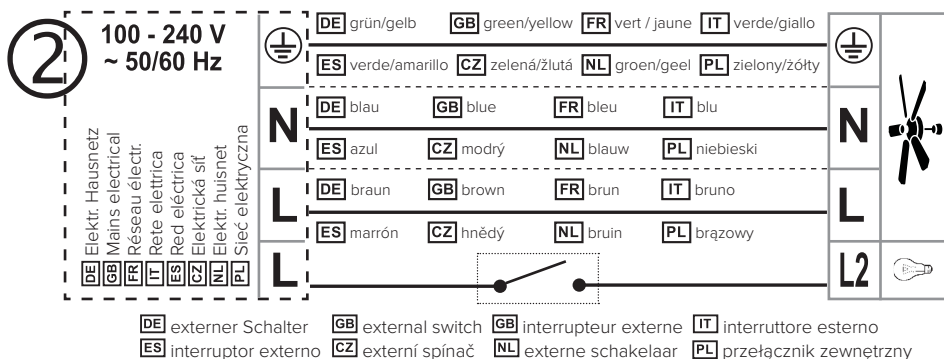 2
100 - 240 V
~ 50/60 Hz
DE Elektr. Hausnetz
GB Mains electrical
FR Réseau électr.
IT Rete elettrica
ES Red eléctrica
CZ Elektrická síť
NL Elektr. huisnet
PL Sieć elektryczna
DE grün/gelb GB green/yellow FR vert / jaune IT verde/giallo
ES verde/amarillo CZ zelená/žlutá NL groen/geel PL zielony/żółty
N DE blau GB blue FR bleu IT blu N
ES azul CZ modrý NL blauw PL niebieski
L DE braun GB brown FR brun IT bruno L
ES marrón CZ hnědý NL bruin PL brązowy
L L2
DE externer Schalter GB external switch GB interrupteur externe IT interruttore esterno
ES interruptor externo CZ externí spínač NL externe schakelaar PL przełącznik zewnętrzny